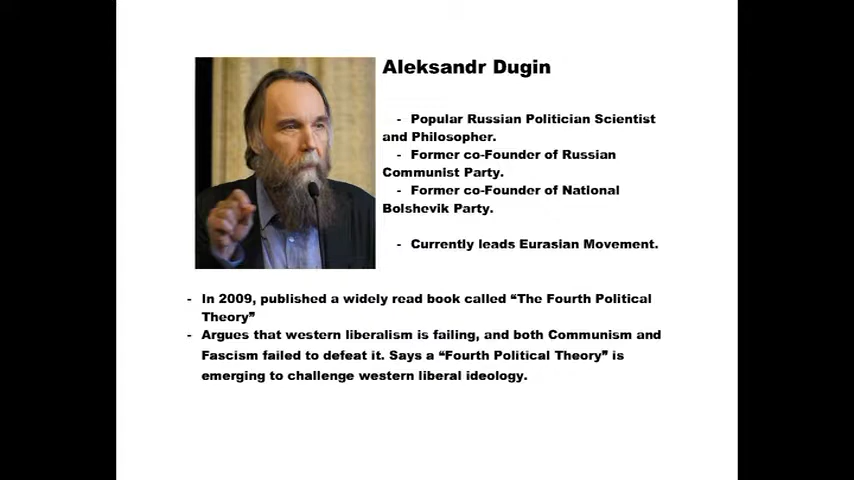 Aleksandr Dugin
- Popular Russian Politician Scientist
and Philosopher.
- Former co-Founder of Russian
Communist Party.
- Former co-Founder of National
Bolshevik Party.
- Currently leads Eurasian Movement.
- In 2009, published a widely read book called “The Fourth Political
Theory”
- Argues that western liberalism is failing, and both Communism and
Fascism failed to defeat it. Says a “Fourth Political Theory” is
emerging to challenge western liberal ideology.